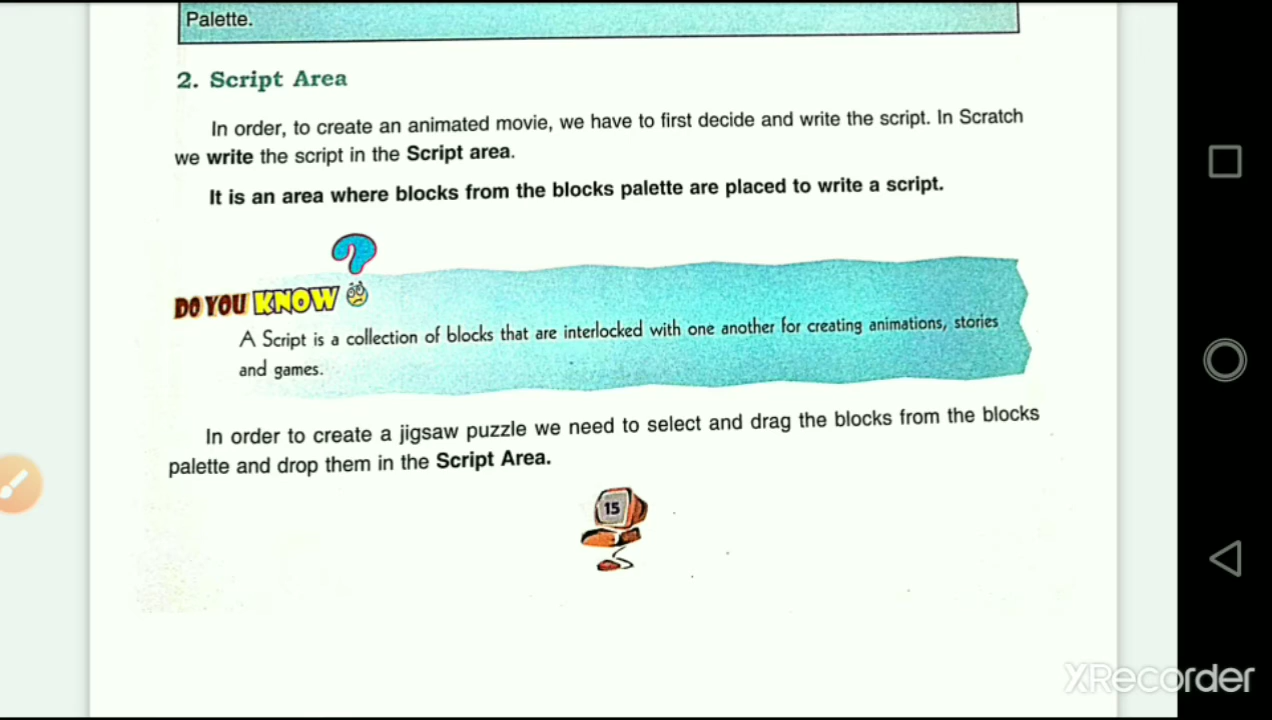 Palette.
2. Script Area
In order, to create an animated movie, we have to first decide and write the script. In Scratch
we write the script in the Script area.
It is an area where blocks from the blocks palette are placed to write a script.
?
DO YOU KNOW
A Script is a collection of blocks that are interlocked with one another for creating animations, stories
and games.
In order to create a jigsaw puzzle we need to select and drag the blocks from the blocks
palette and drop them in the Script Area.
15
XRecorder